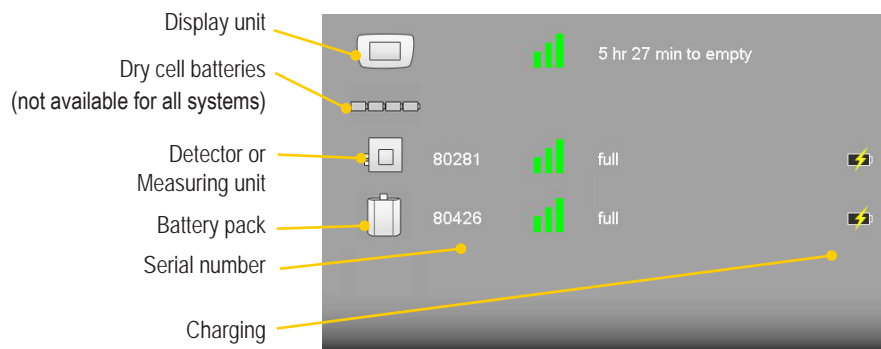 Display unit
5 hr 27 min to empty
Dry cell batteries
(not available for all systems)
Detector or
Measuring unit
80281 full
Battery pack
80426 full
Serial number
Charging